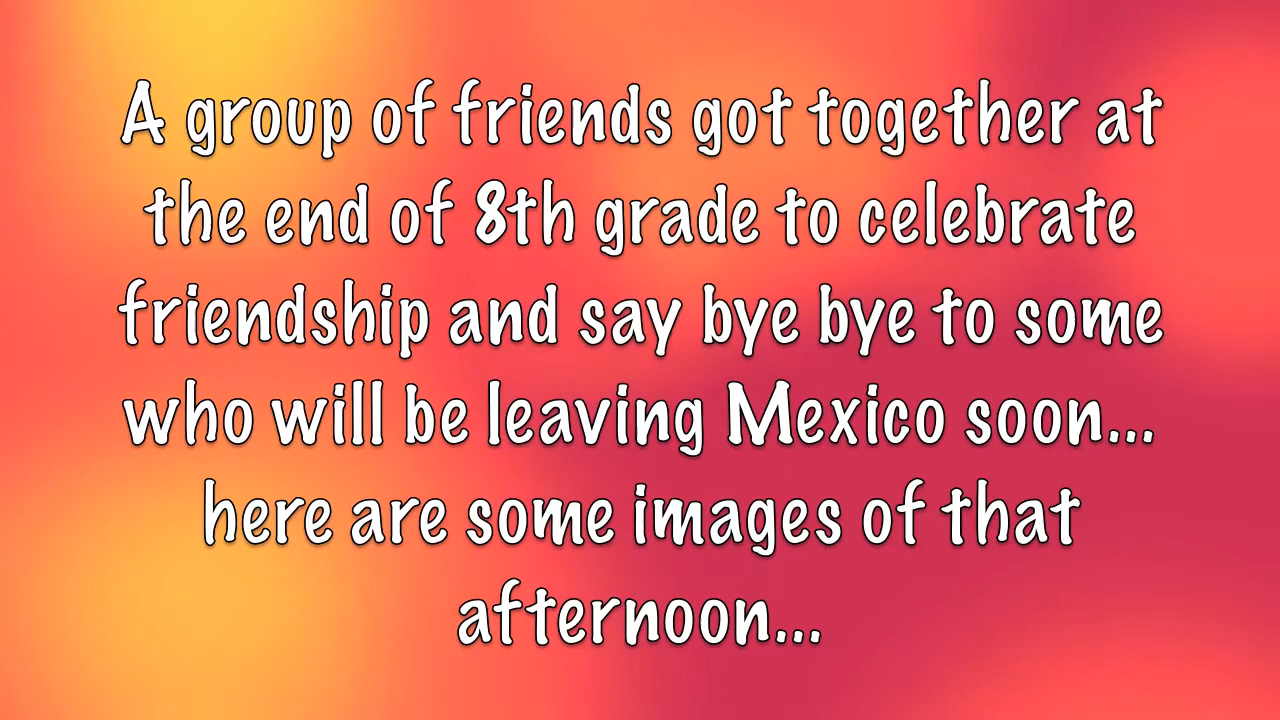 A group of friends got together at
the end of 8th grade to celebrate
friendship and say bye bye to some
who will be leaving Mexico soon...
here are some images of that
afternoon...